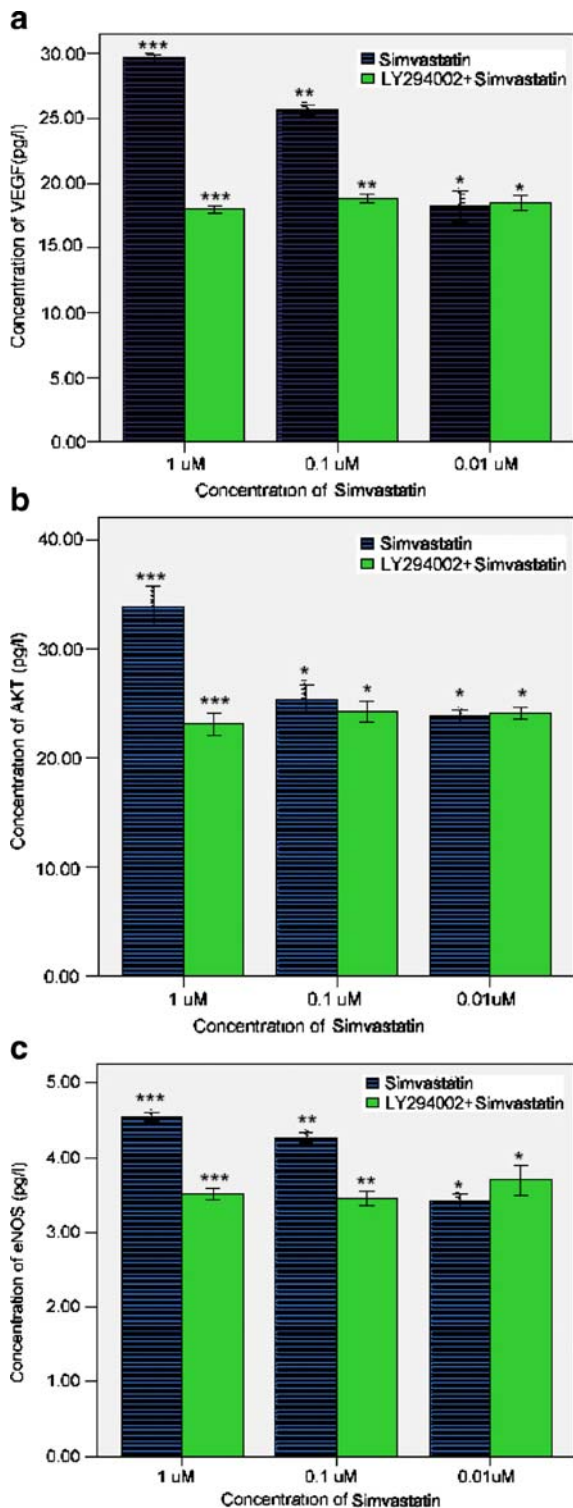 a
***
30.00
Simvastatin
LY294002+Simvastatin
**
25.00
20.00
***
**
*
*
15.00
10.00
5.00
0.00
Concentration of VEGF(pg/l)
1 uM
0.1 uM
0.01 uM
Concentration of Simvastatin
b
40.00
Simvastatin
LY294002+Simvastatin
***
30.00
***
*
*
*
*
20.00
10.00
0.00
Concentration of AKT (pg/l)
1 uM
0.1 uM
0.01uM
Concentration of Simvastatin
c
5.00
Simvastatin
LY294002+Simvastatin
***
**
4.00
***
**
*
*
3.00
2.00
1.00
0.00
Concentration of eNOS (pg/l)
1 uM
0.1 uM
0.01uM
Concentration of Simvastatin